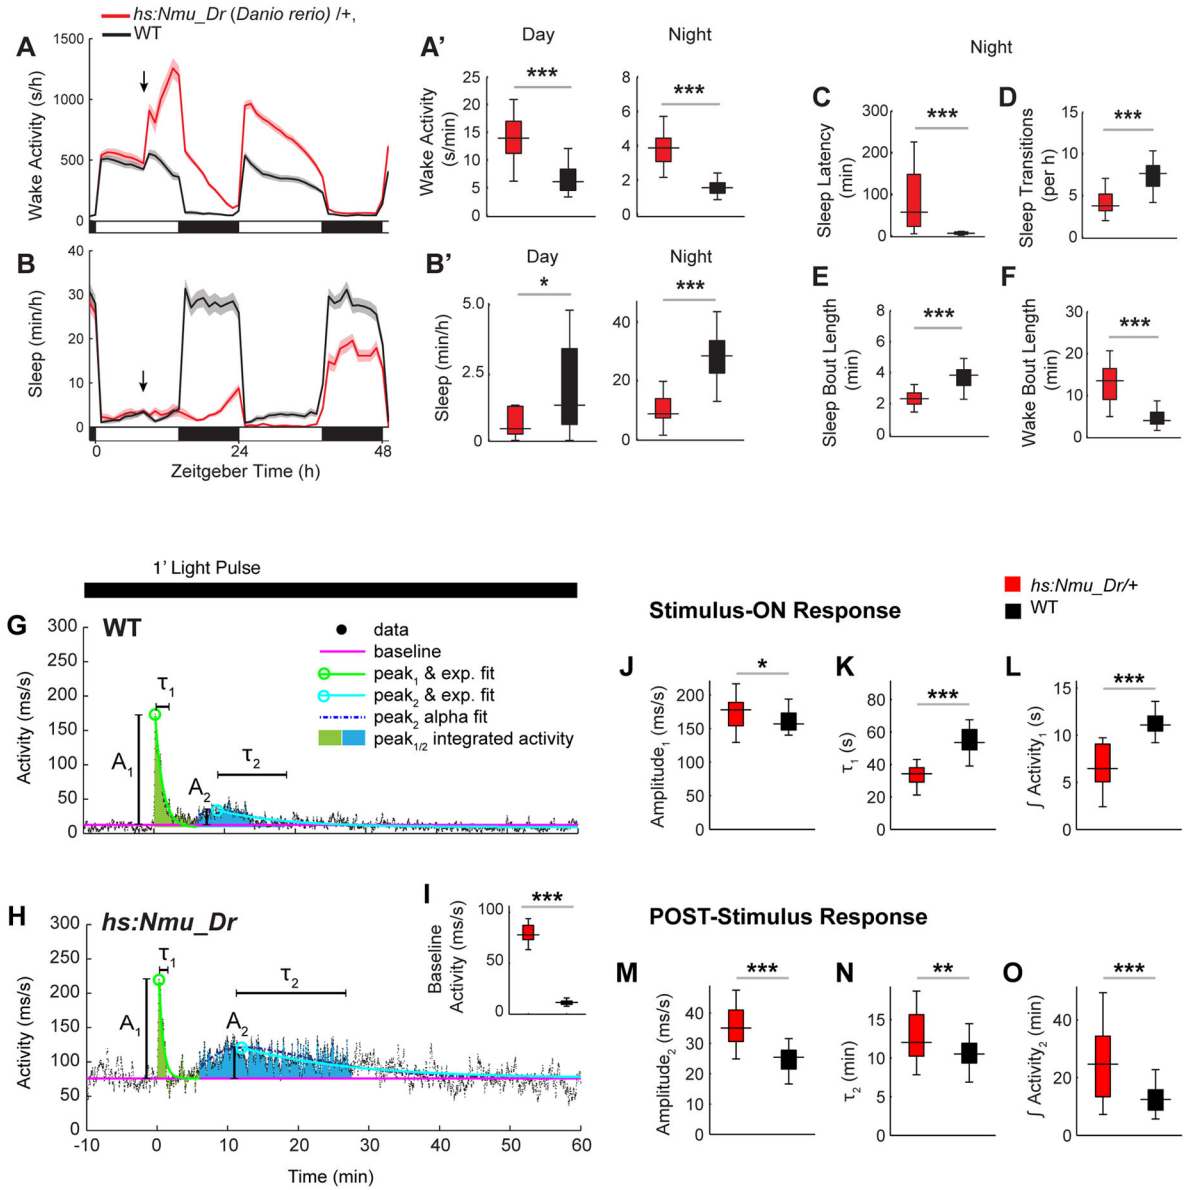 hs:Nmu_Dr (Danio rerio) /+,
WT
A
Wake Activity (s/h)
1500
1000
500
0
A’
Day
Night
Wake Activity
(s/min)
25
20
15
10
5
0
***
8
6
4
2
0
***
Night
C
Sleep Latency
(min)
300
200
100
0
***
D
Sleep Transitions
(per h)
15
10
5
0
***
B
Sleep (min/h)
40
30
20
10
0
0
24
48
Zeitgeber Time (h)
B’
Day
Night
Sleep (min/h)
5.0
2.5
0
*
40
20
0
***
E
Sleep Bout Length
(min)
8
6
4
2
0
***
F
Wake Bout Length
(min)
30
20
10
0
***
1’ Light Pulse
G
WT
Activity (ms/s)
300
250
200
150
100
50
0
A1
τ1
A2
τ2
data
baseline
peak1 & exp. fit
peak2 & exp. fit
peak2 alpha fit
peak1/2 integrated activity
H
hs:Nmu_Dr
Activity (ms/s)
300
250
200
150
100
50
0
A1
τ1
A2
τ2
-10
0
10
20
30
40
50
60
Time (min)
I
Baseline
Activity (ms/s)
100
50
0
***
hs:Nmu_Dr/+
WT
Stimulus-ON Response
J
Amplitude1 (ms/s)
200
150
100
50
0
*
K
τ1 (s)
80
60
40
20
0
***
L
∫ Activity1 (s)
15
10
5
0
***
POST-Stimulus Response
M
Amplitude2 (ms/s)
40
30
20
10
0
***
N
τ2 (min)
15
10
5
0
**
O
∫ Activity2 (min)
40
20
0
***